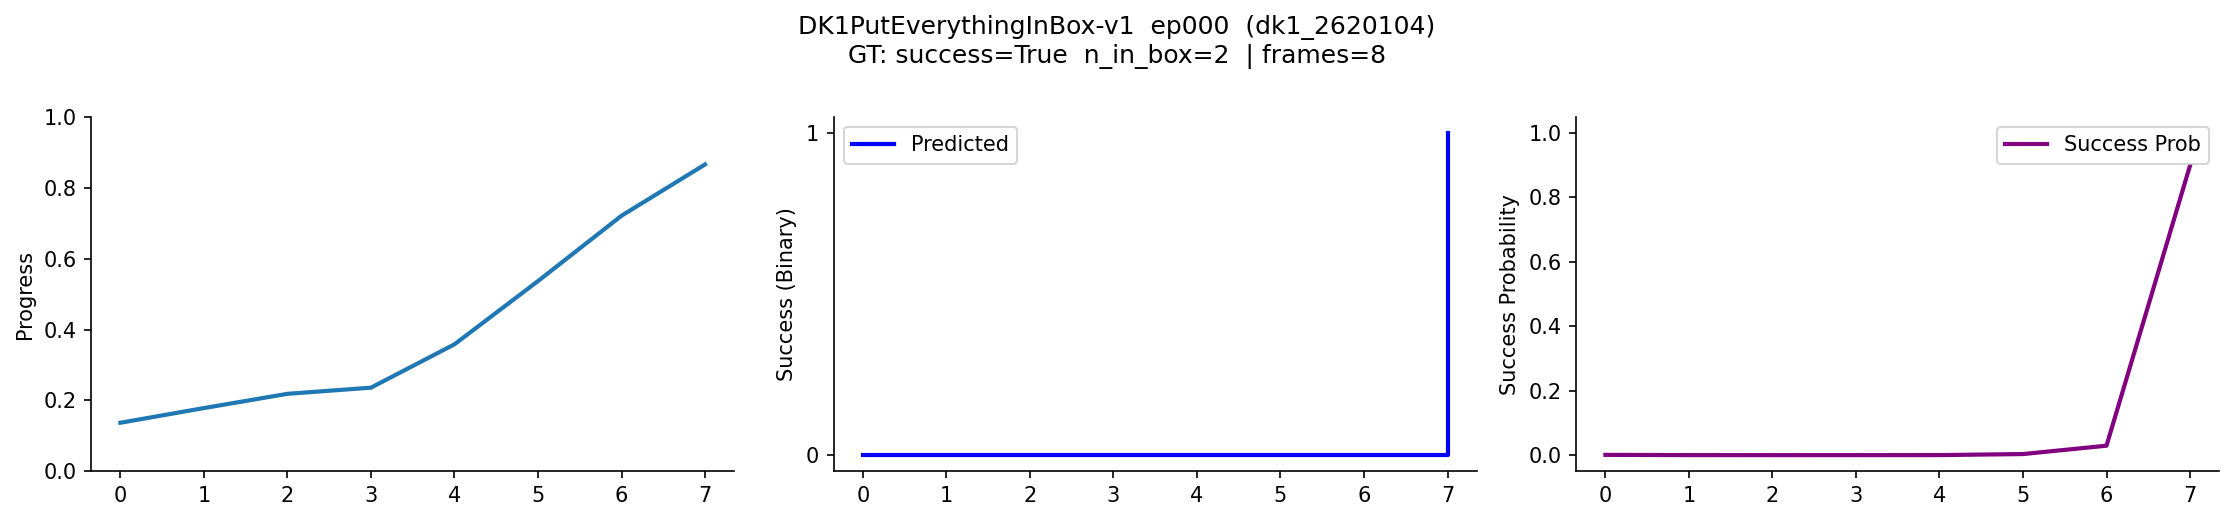 DK1PutEverythingInBox-v1  ep000  (dk1_2620104)
GT: success=True  n_in_box=2  | frames=8
Progress
1.0
0.8
0.6
0.4
0.2
0.0
0 1 2 3 4 5 6 7
Success (Binary)
1
0
Predicted
0 1 2 3 4 5 6 7
Success Probability
1.0
0.8
0.6
0.4
0.2
0.0
Success Prob
0 1 2 3 4 5 6 7